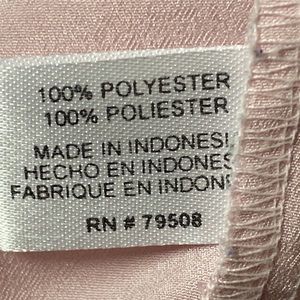 100% POLYESTER
100% POLIESTER
MADE IN INDONESI
HECHO EN INDONES
FABRIQUE EN INDON
RN # 79508